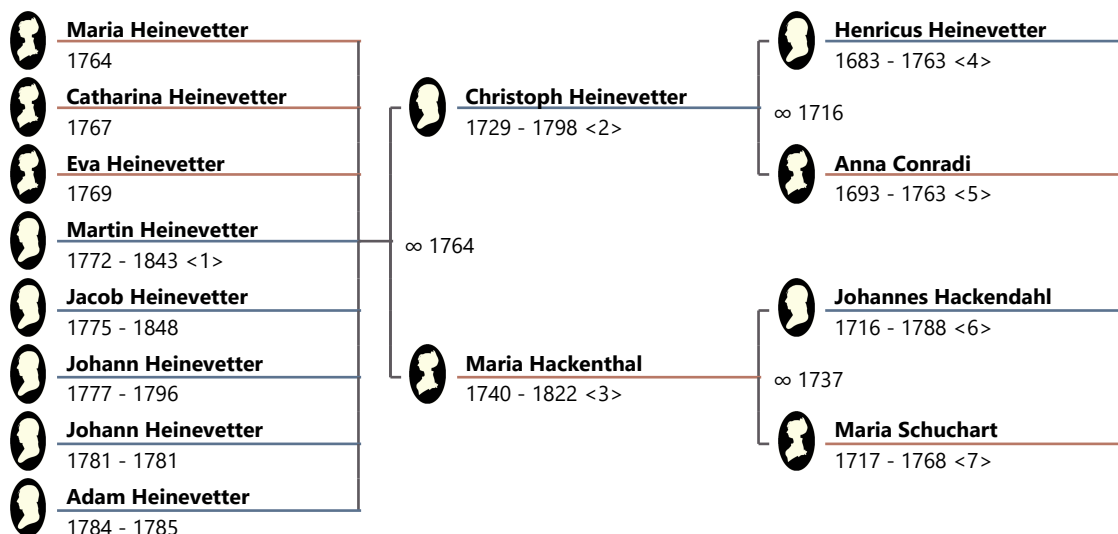 Maria Heinevetter
1764
Catharina Heinevetter
1767
Eva Heinevetter
1769
Martin Heinevetter
1772 - 1843 <1>
Jacob Heinevetter
1775 - 1848
Johann Heinevetter
1777 - 1796
Johann Heinevetter
1781 - 1781
Adam Heinevetter
1784 - 1785
Christoph Heinevetter
1729 - 1798 <2>
∞ 1764
Maria Hackenthal
1740 - 1822 <3>
Henricus Heinevetter
1683 - 1763 <4>
∞ 1716
Anna Conradi
1693 - 1763 <5>
Johannes Hackendahl
1716 - 1788 <6>
∞ 1737
Maria Schuchart
1717 - 1768 <7>